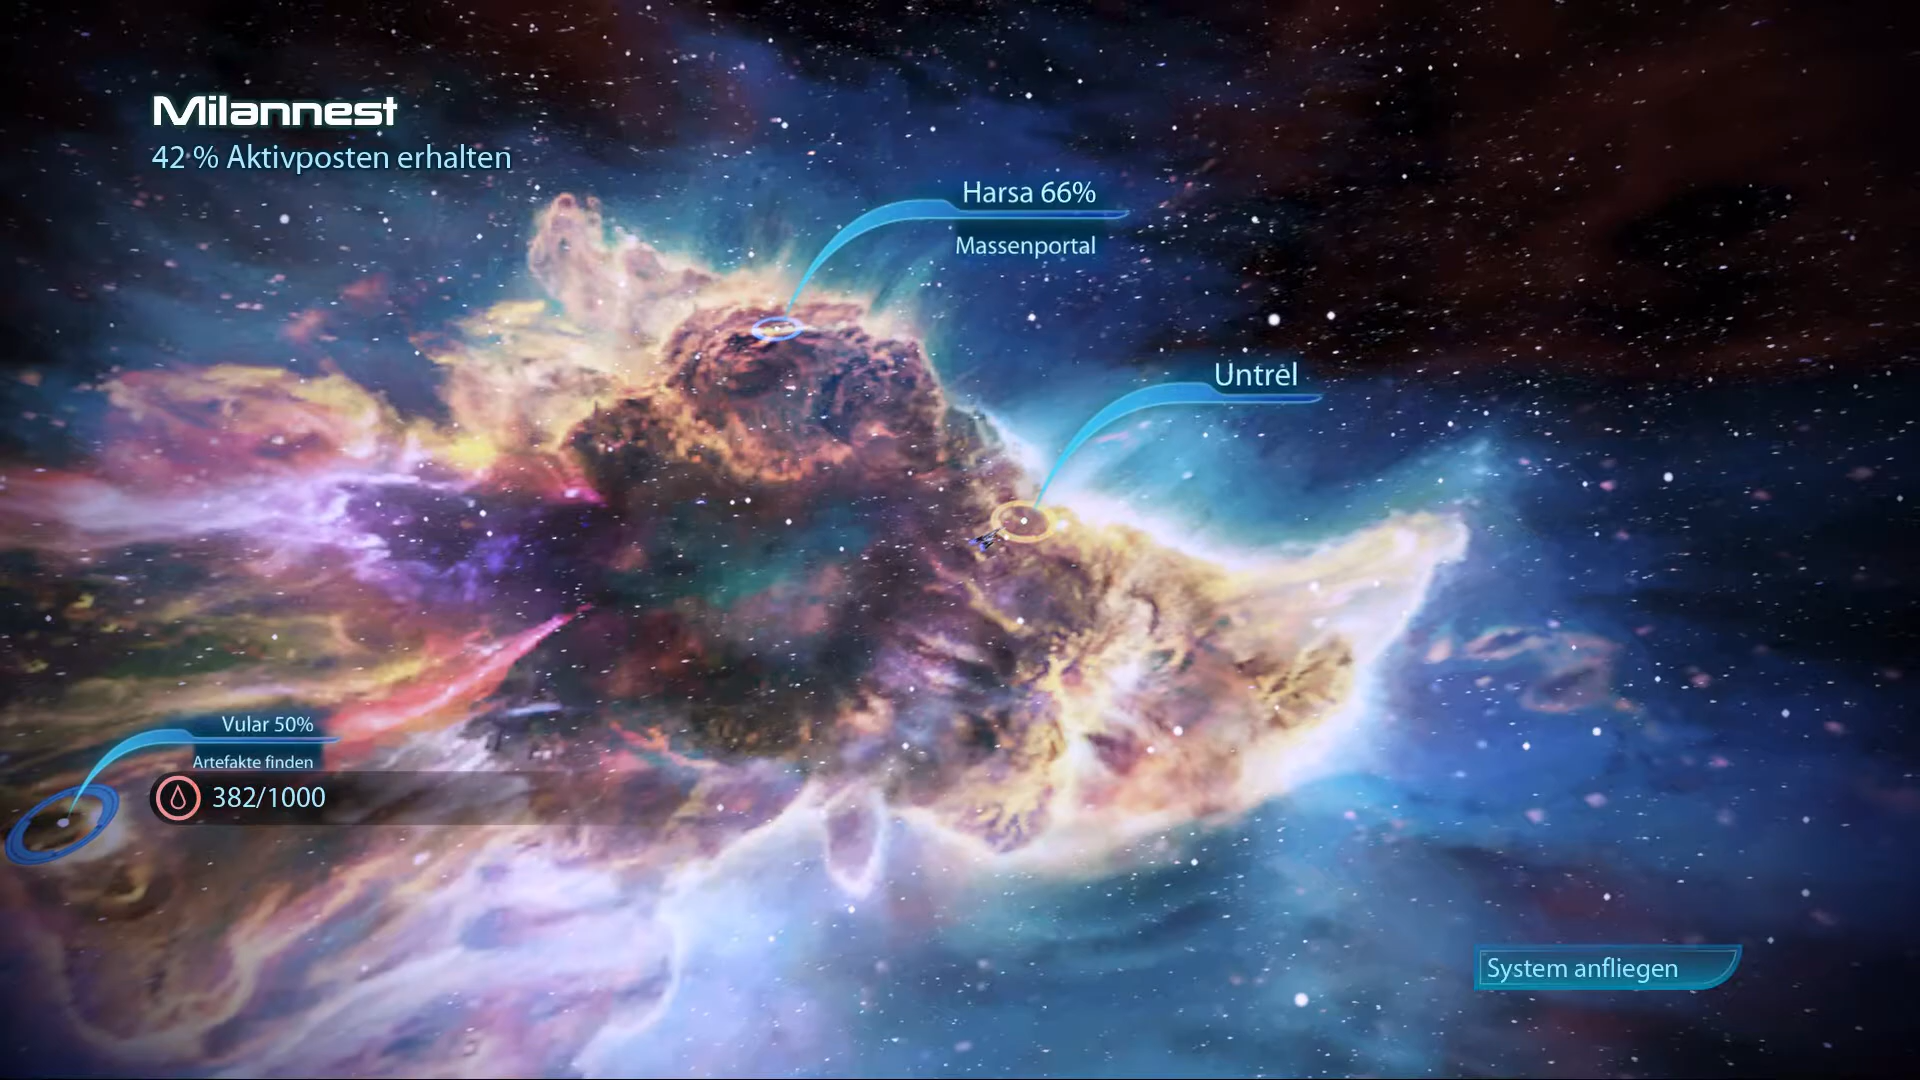 Milannest
42 % Aktivposten erhalten
Harsa 66%
Massenportal
Untrel
Vular 50%
Artefakte finden
382/1000
System anfliegen